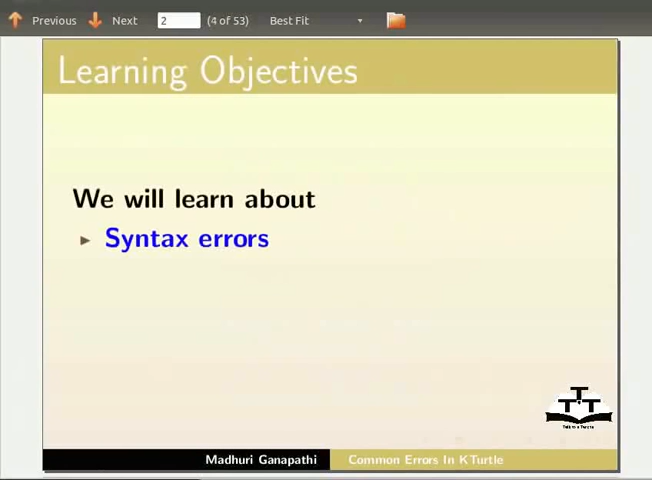 Previous Next 2 (4 of 53) Best Fit
Learning Objectives
We will learn about
Syntax errors
TTT
Madhuri Ganapathi Common Errors In KTurtle